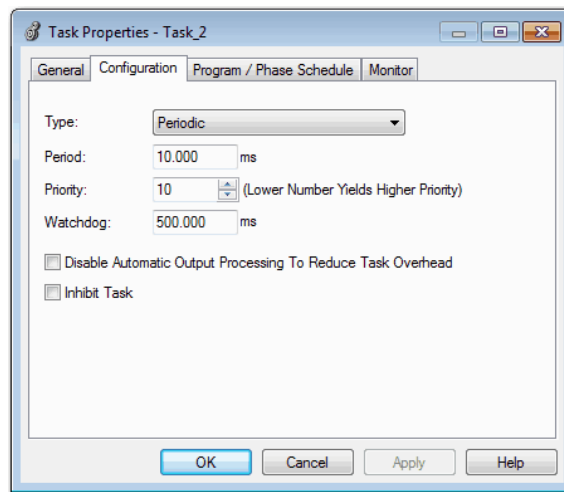 Task Properties - Task_2
General Configuration Program / Phase Schedule Monitor
Type: Periodic
Period: 10.000 ms
Priority: 10 (Lower Number Yields Higher Priority)
Watchdog: 500.000 ms
Disable Automatic Output Processing To Reduce Task Overhead
Inhibit Task
OK Cancel Apply Help